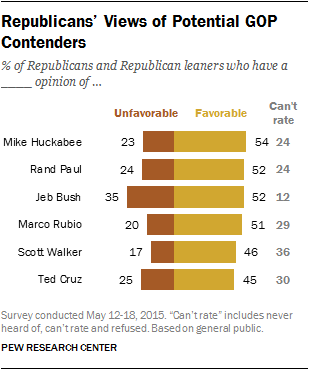 Republicans' Views of Potential GOP
Contenders
% of Republicans and Republican leaners who have a
____ opinion of ...
Unfavorable Favorable Can't
rate
Mike Huckabee 23 54 24
Rand Paul 24 52 24
Jeb Bush 35 52 12
Marco Rubio 20 51 29
Scott Walker 17 46 36
Ted Cruz 25 45 30
Survey conducted May 12-18, 2015. “Can't rate” includes never
heard of, can't rate and refused. Based on general public.
PEW RESEARCH CENTER